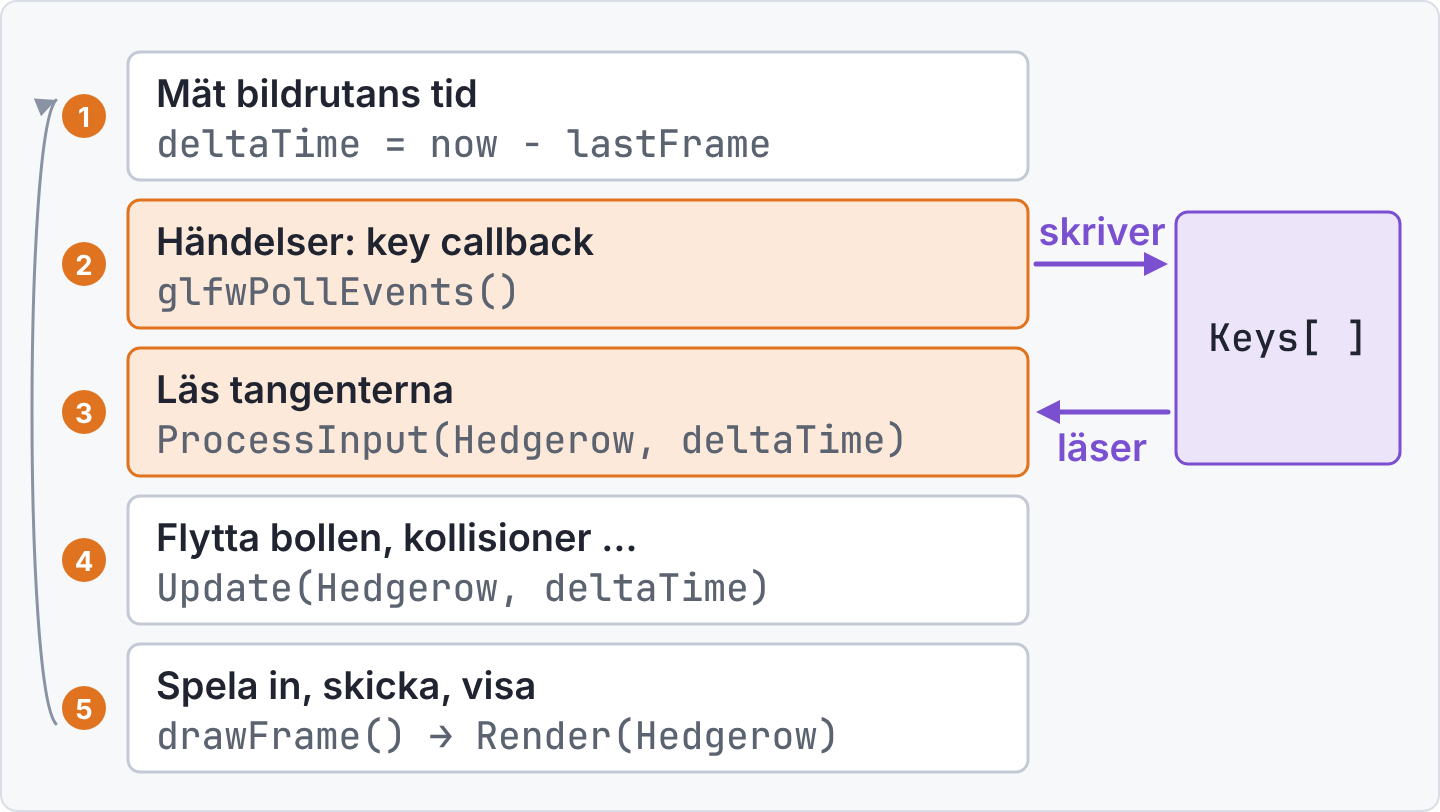 1
Mät bildrutans tid
deltaTime = now - lastFrame
2
Händelser: key callback
glfwPollEvents()
skriver
Keys[ ]
3
Läs tangenterna
ProcessInput(Hedgerow, deltaTime)
läser
4
Flytta bollen, kollisioner ...
Update(Hedgerow, deltaTime)
5
Spela in, skicka, visa
drawFrame() → Render(Hedgerow)